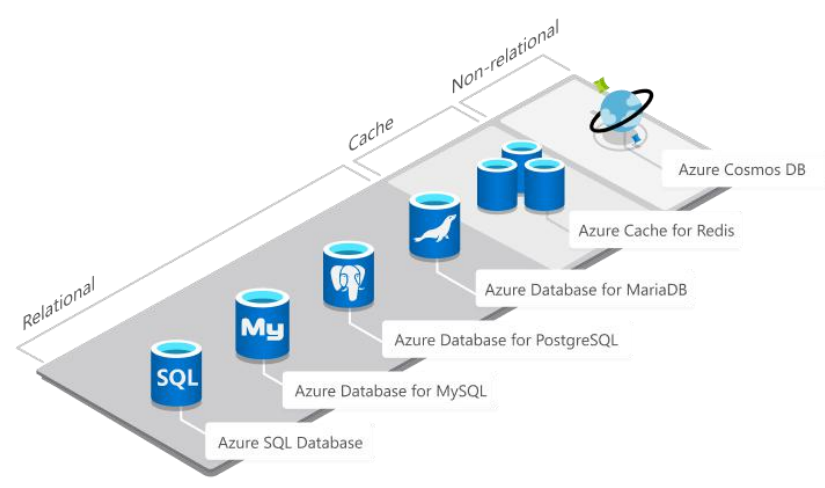 Non-relational
Cache
Relational
Azure Cosmos DB
Azure Cache for Redis
Azure Database for MariaDB
Azure Database for PostgreSQL
My
Azure Database for MySQL
SQL
Azure SQL Database